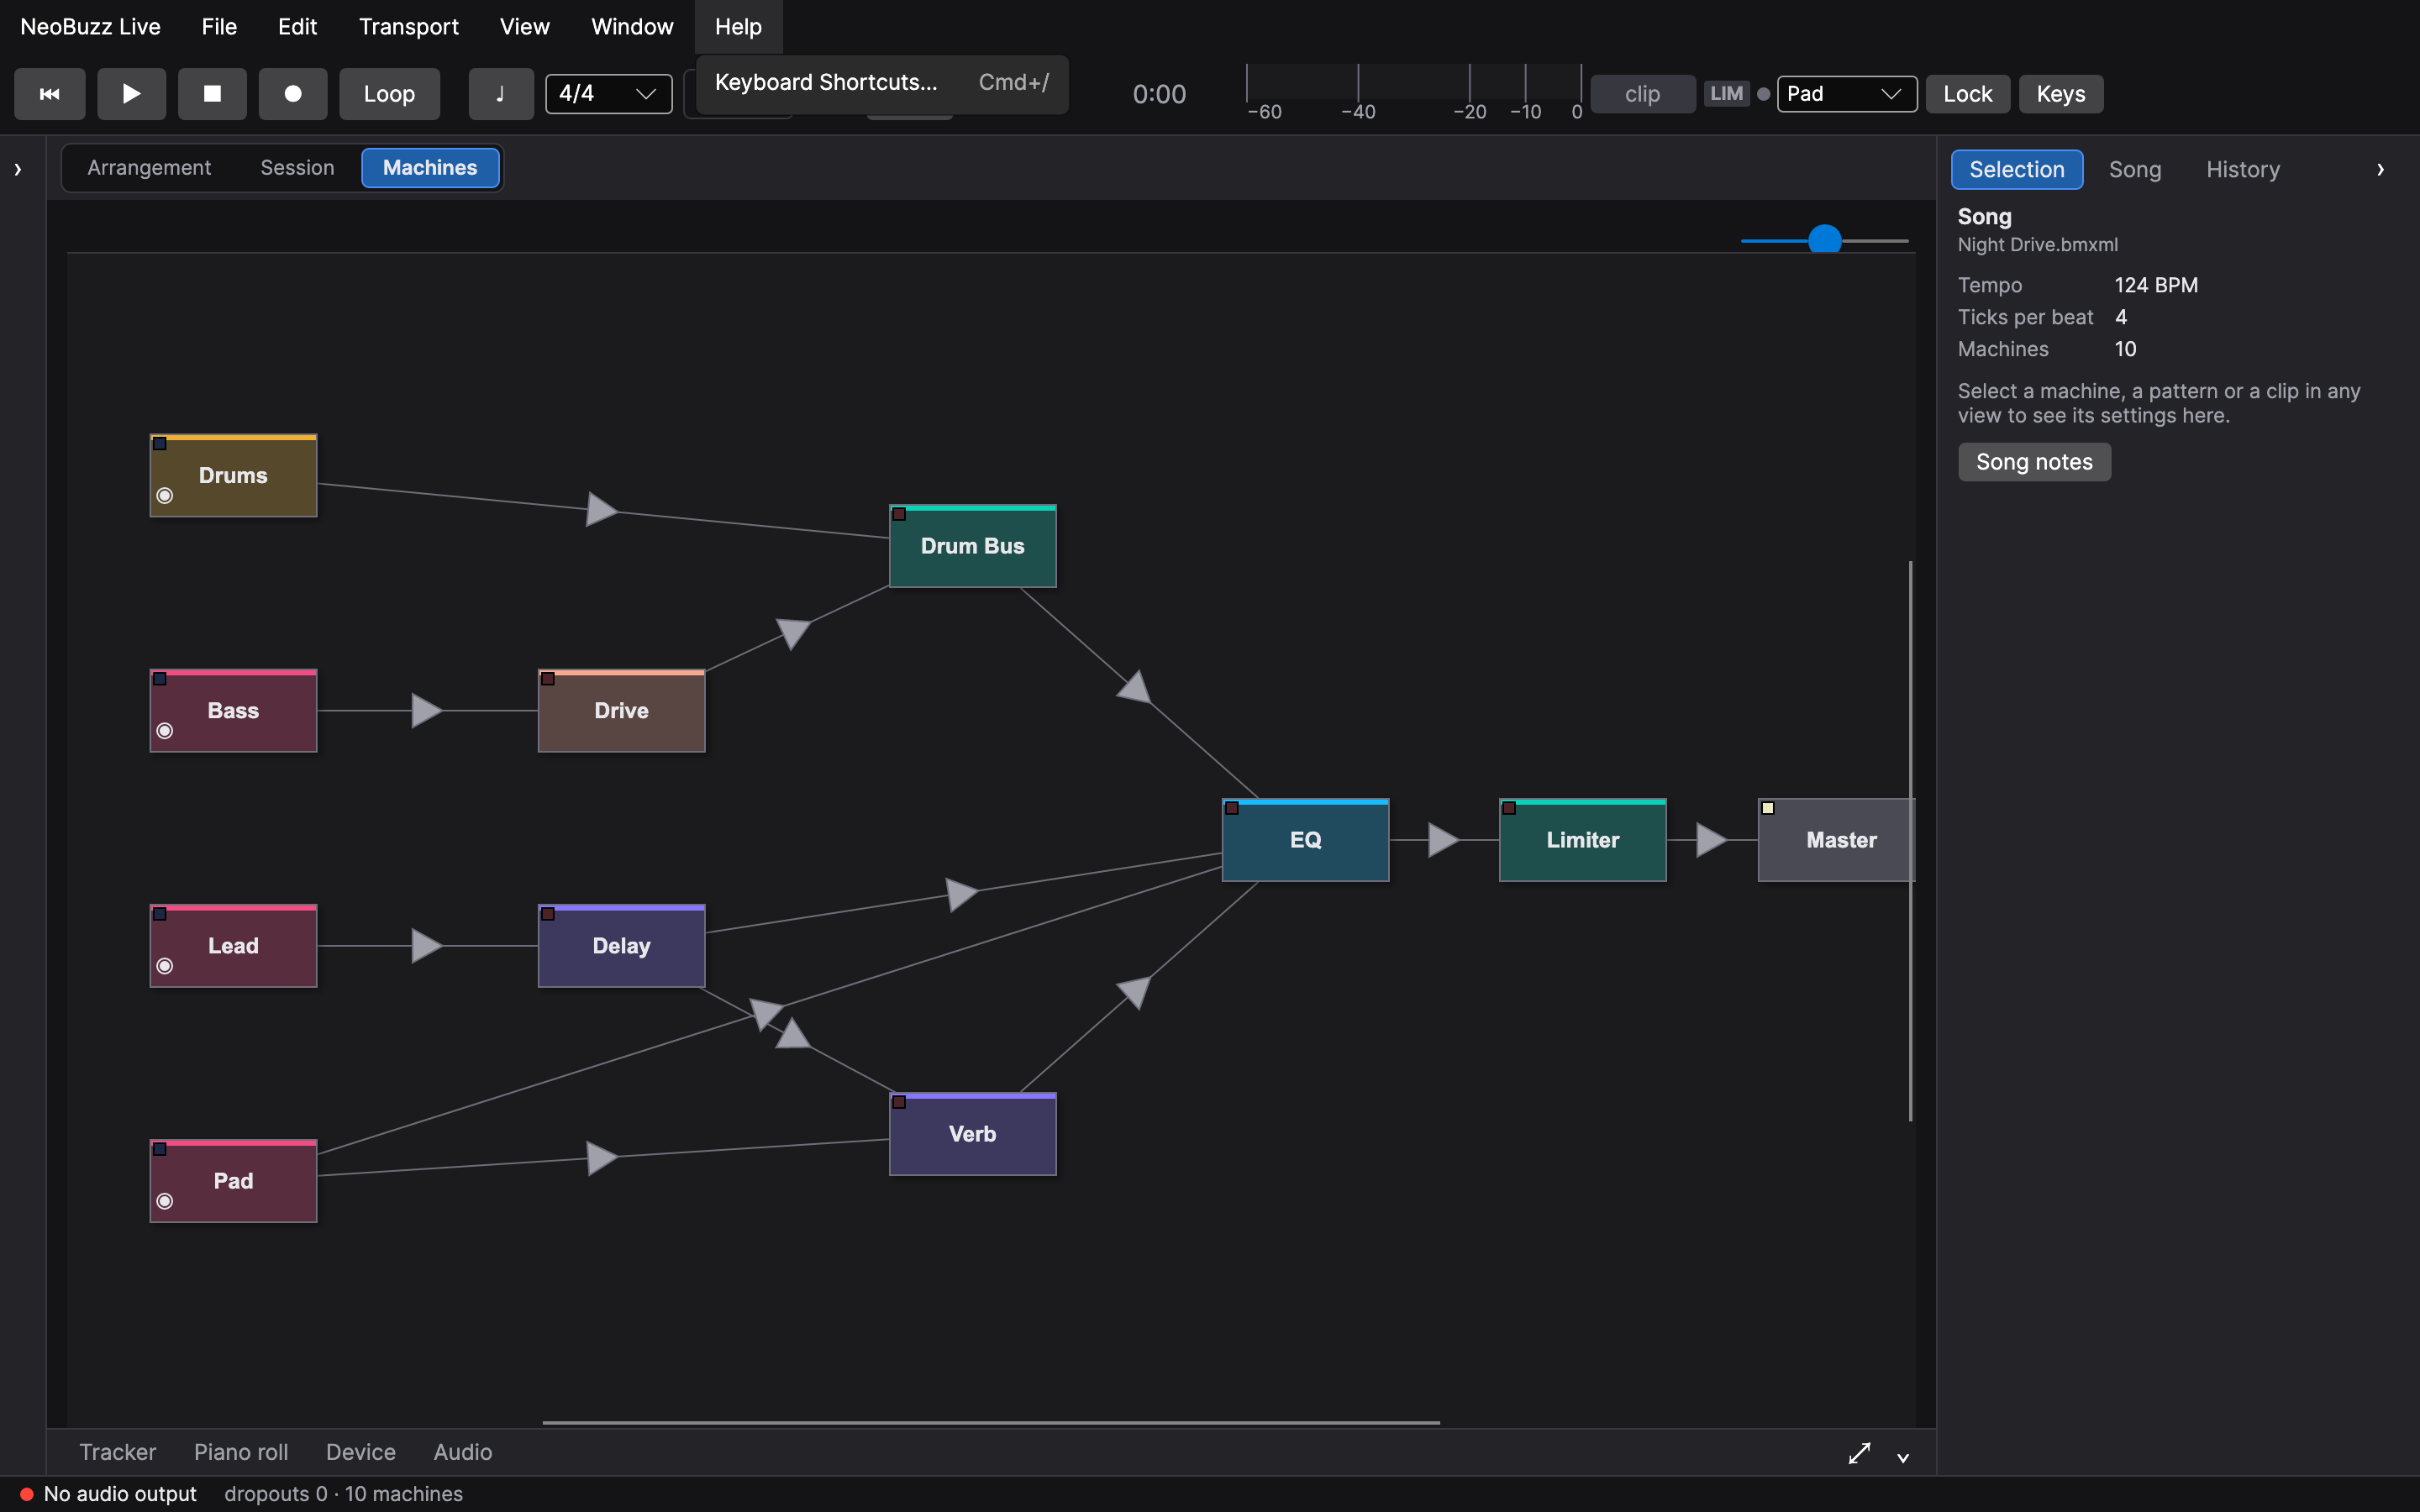 NeoBuzz Live File Edit Transport View Window Help
Keyboard Shortcuts... Cmd+/
Loop 4/4 0:00 -60 -40 -20 -10 0 clip LIM Pad Lock Keys
Arrangement Session Machines
Selection Song History
Song
Night Drive.bmxml
Tempo 124 BPM
Ticks per beat 4
Machines 10
Select a machine, a pattern or a clip in any
view to see its settings here.
Song notes
Drums
Drum Bus
Bass
Drive
EQ
Limiter
Master
Lead
Delay
Verb
Pad
Tracker Piano roll Device Audio
No audio output dropouts 0 · 10 machines